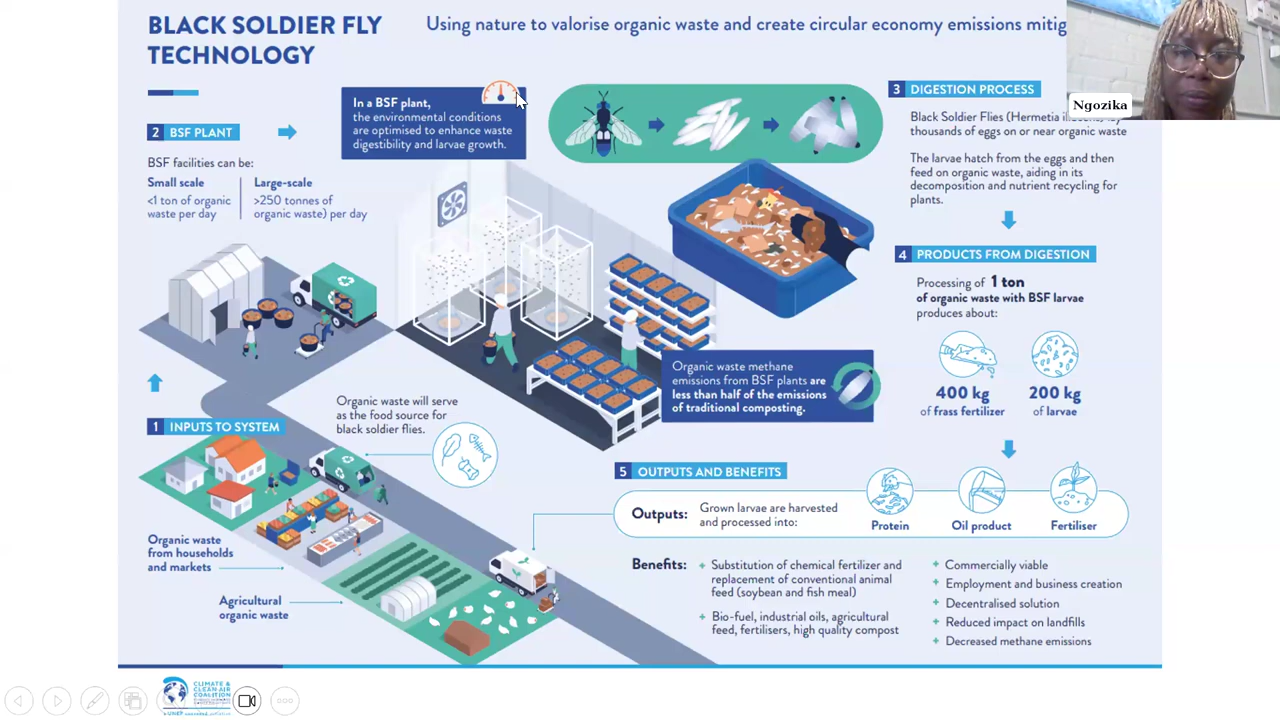 BLACK SOLDIER FLY
TECHNOLOGY
Using nature to valorise organic waste and create circular economy emissions mitig
Ngozika
2 BSF PLANT
BSF facilities can be:
Small scale
<1 ton of organic
waste per day
Large-scale
>250 tonnes of
organic waste) per day
In a BSF plant,
the environmental conditions
are optimised to enhance waste
digestibility and larvae growth.
3 DIGESTION PROCESS
Black Soldier Flies (Hermetia
thousands of eggs on or near organic waste
The larvae hatch from the eggs and then
feed on organic waste, aiding in its
decomposition and nutrient recycling for
plants.
4 PRODUCTS FROM DIGESTION
Processing of 1 ton
of organic waste with BSF larvae
produces about:
400 kg
of frass fertilizer
200 kg
of larvae
Organic waste methane
emissions from BSF plants are
less than half of the emissions
of traditional composting.
1 INPUTS TO SYSTEM
Organic waste will serve
as the food source for
black soldier flies.
Organic waste
from households
and markets
Agricultural
organic waste
5 OUTPUTS AND BENEFITS
Outputs:
Grown larvae are harvested
and processed into:
Protein
Oil product
Fertiliser
Benefits:
+ Substitution of chemical fertilizer and
replacement of conventional animal
feed (soybean and fish meal)
+ Bio-fuel, industrial oils, agricultural
feed, fertilisers, high quality compost
+ Commercially viable
+ Employment and business creation
+ Decentralised solution
+ Reduced impact on landfills
+ Decreased methane emissions
CLIMATE &
CLEAN AIR
COALITION